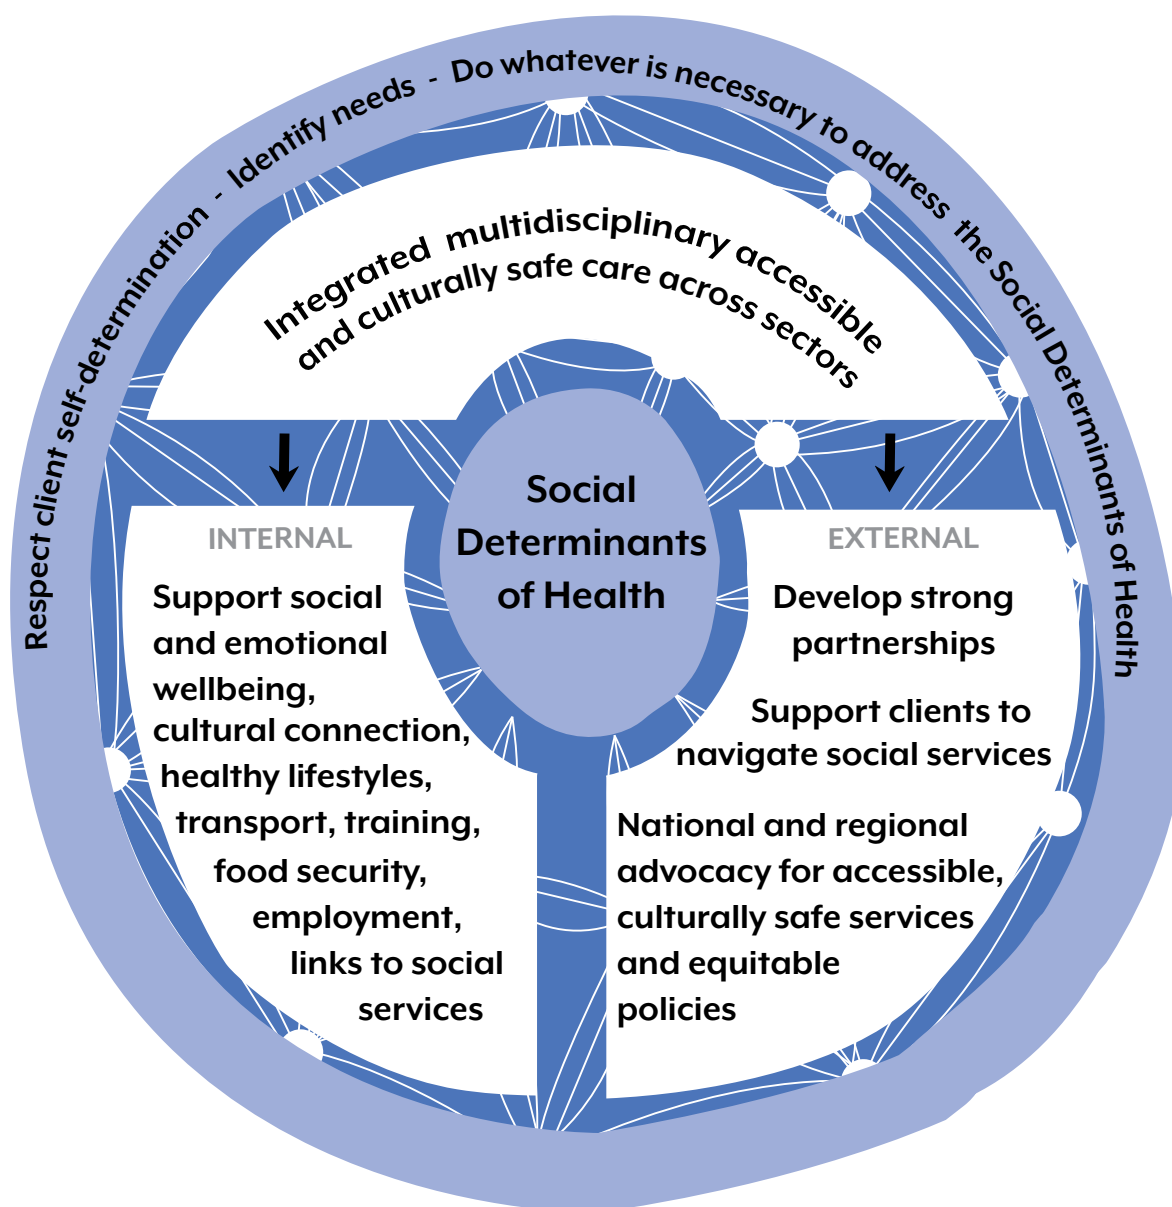 Respect client self-determination - Identify needs - Do whatever is necessary to address the Social Determinants of Health
Integrated multidisciplinary accessible
and culturally safe care across sectors
Social
Determinants
of Health
INTERNAL
Support social
and emotional
wellbeing,
cultural connection,
healthy lifestyles,
transport, training,
food security,
employment,
links to social
services
EXTERNAL
Develop strong
partnerships
Support clients to
navigate social services
National and regional
advocacy for accessible,
culturally safe services
and equitable
policies